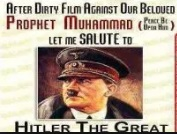 AFTER DIRTY FILM AGAINST OUR BELOVED
PROPHET MUHAMMAD (PEACE BE UPON HIM)
LET ME SALUTE TO
HITLER THE GREAT